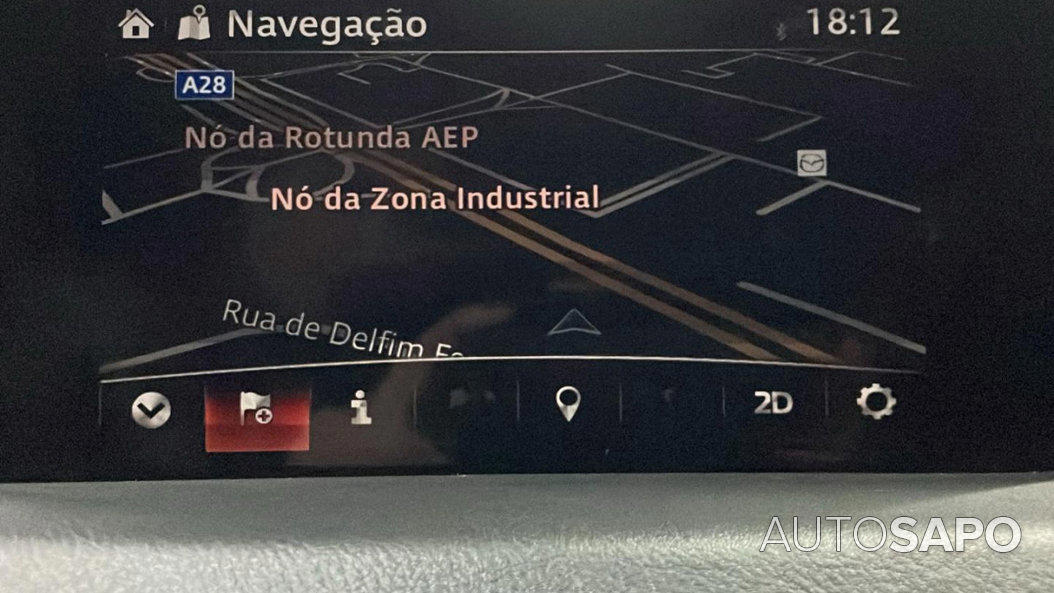 Navegação
18:12
A28
Nó da Rotunda AEP
Nó da Zona Industrial
Rua de Delfim
2D
AUTOSAPO